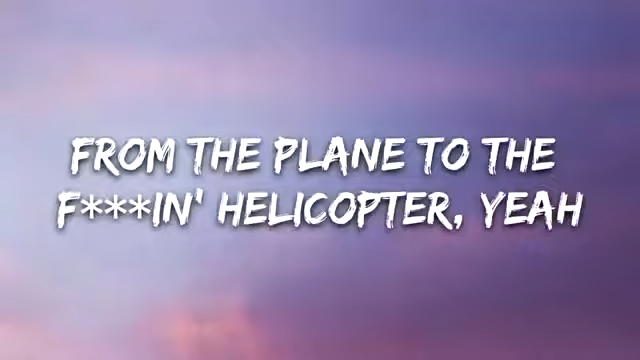 FROM THE PLANE TO THE
F***IN' HELICOPTER, YEAH